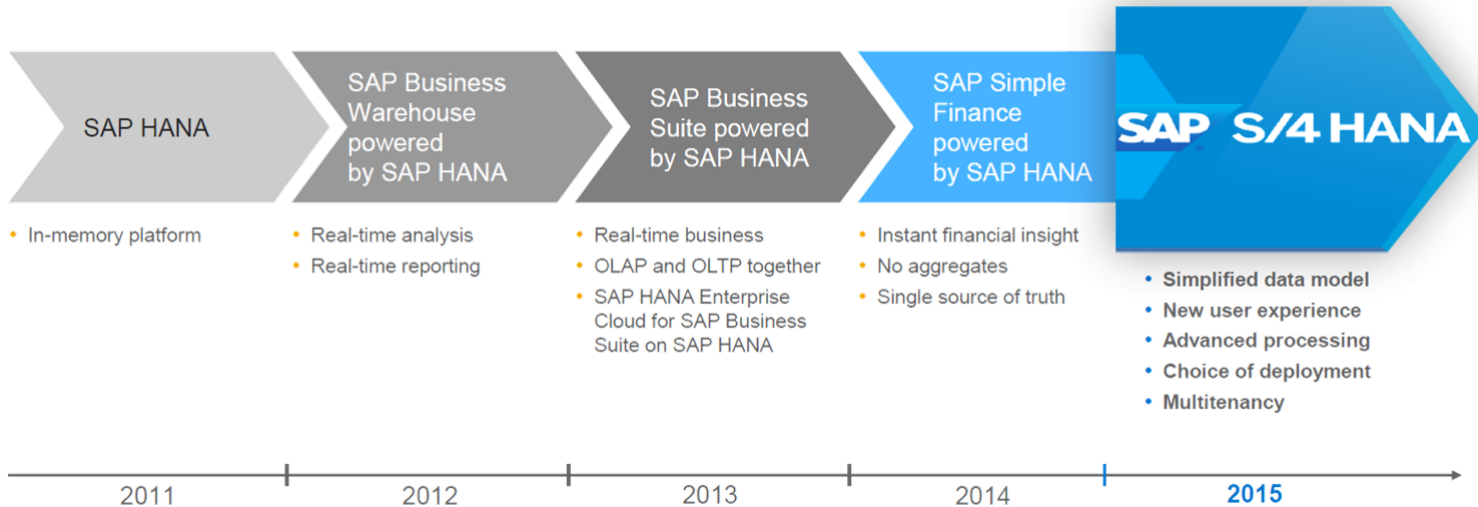 SAP HANA
SAP Business
Warehouse
powered
by SAP HANA
SAP Business
Suite powered
by SAP HANA
SAP Simple
Finance
powered
by SAP HANA
SAP S/4 HANA
• In-memory platform
• Real-time analysis
• Real-time reporting
• Real-time business
• OLAP and OLTP together
• SAP HANA Enterprise
Cloud for SAP Business
Suite on SAP HANA
• Instant financial insight
• No aggregates
• Single source of truth
• Simplified data model
• New user experience
• Advanced processing
• Choice of deployment
• Multitenancy
2011
2012
2013
2014
2015